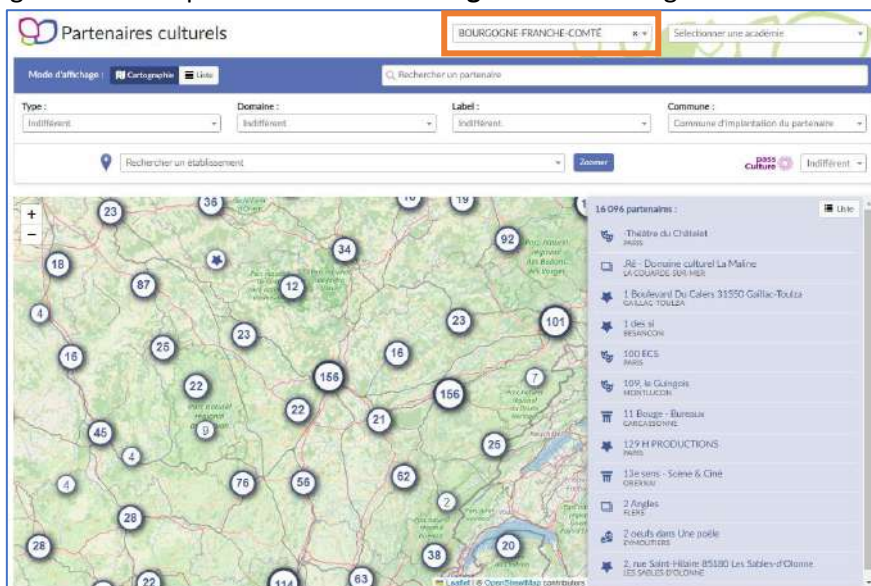 Partenaires culturels
BOURGOGNE-FRANCHE-COMTÉ
Sélectionner une académie
Mode d'affichage :
Cartographie
Liste
Rechercher un partenaire
Type :
Domaine :
Label :
Commune :
Indifférent
Indifférent
Indifférent
Commune d'implantation du partenaire
Rechercher un établissement
Zoomer
pass Culture
Indifférent
16 096 partenaires :
Liste
-Théâtre du Châtelet
PARIS
.Ré - Domaine culturel La Maline
LA COUARDE-SUR-MER
1 Boulevard Du Calers 31550 Gaillac-Toulza
GAILLAC-TOULZA
1 des si
BESANCON
100 ECS
PARIS
109, le Guingois
MONTLUCON
11 Bouge - Bureaux
CARCASSONNE
129 H PRODUCTIONS
PARIS
13e sens - Scène & Ciné
OBERNAI
2 Angles
FLERS
2 oeufs dans Une poêle
EYMOUTIERS
2, rue Saint-Hilaire 85180 Les Sables-d'Olonne
LES SABLES-D'OLONNE
+
−
23
36
19
92
18
34
87
12
4
23
101
25
23
16
16
156
7
22
156
22
21
45
9
25
4
62
4
76
56
2
28
28
38
20
22
114
63
Leaflet | © OpenStreetMap contributors